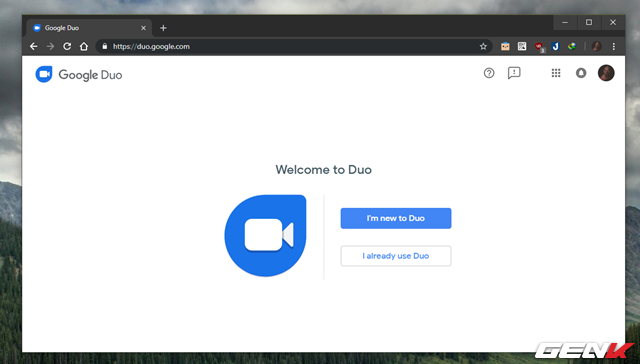 Google Duo
https://duo.google.com
Google Duo
Welcome to Duo
I'm new to Duo
I already use Duo
GENK